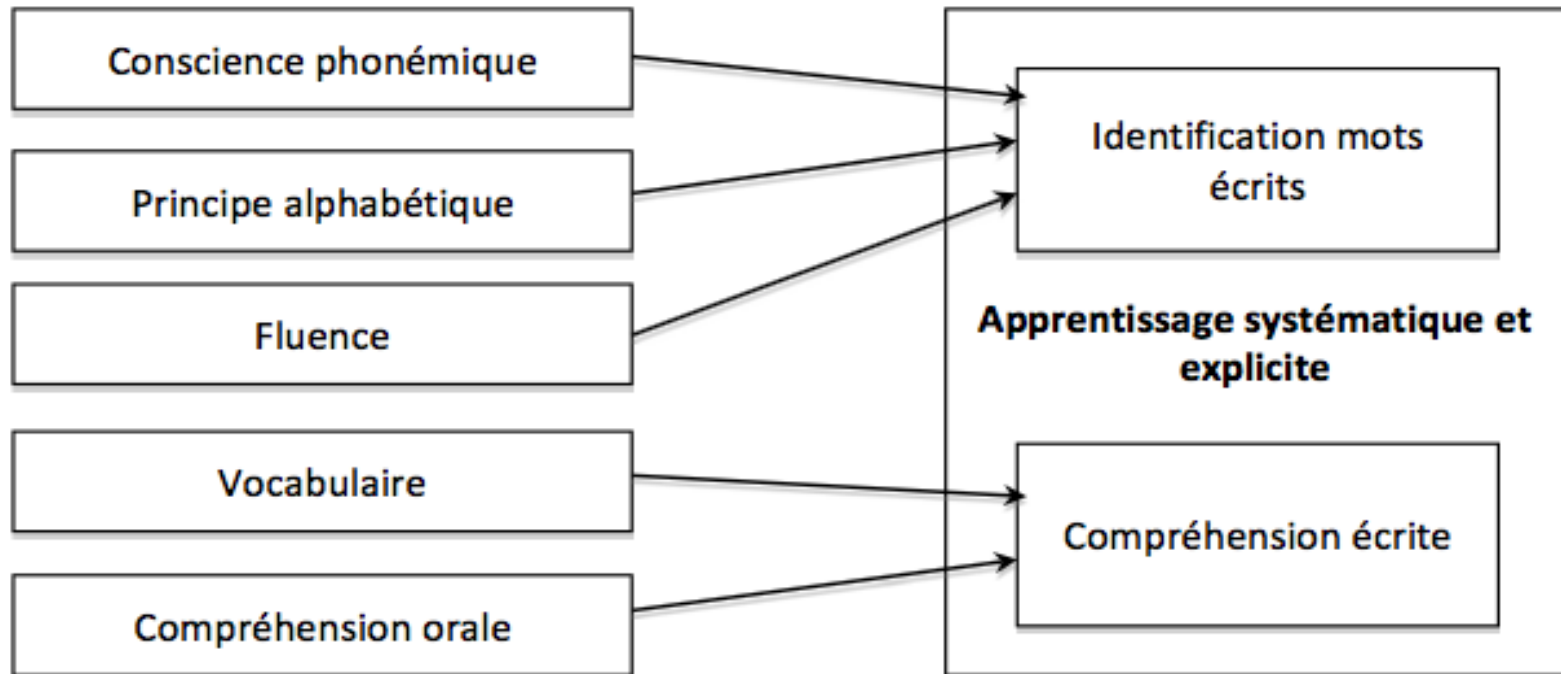 Conscience phonémique
Principe alphabétique
Fluence
Vocabulaire
Compréhension orale
Identification mots
écrits
Apprentissage systématique et
explicite
Compréhension écrite